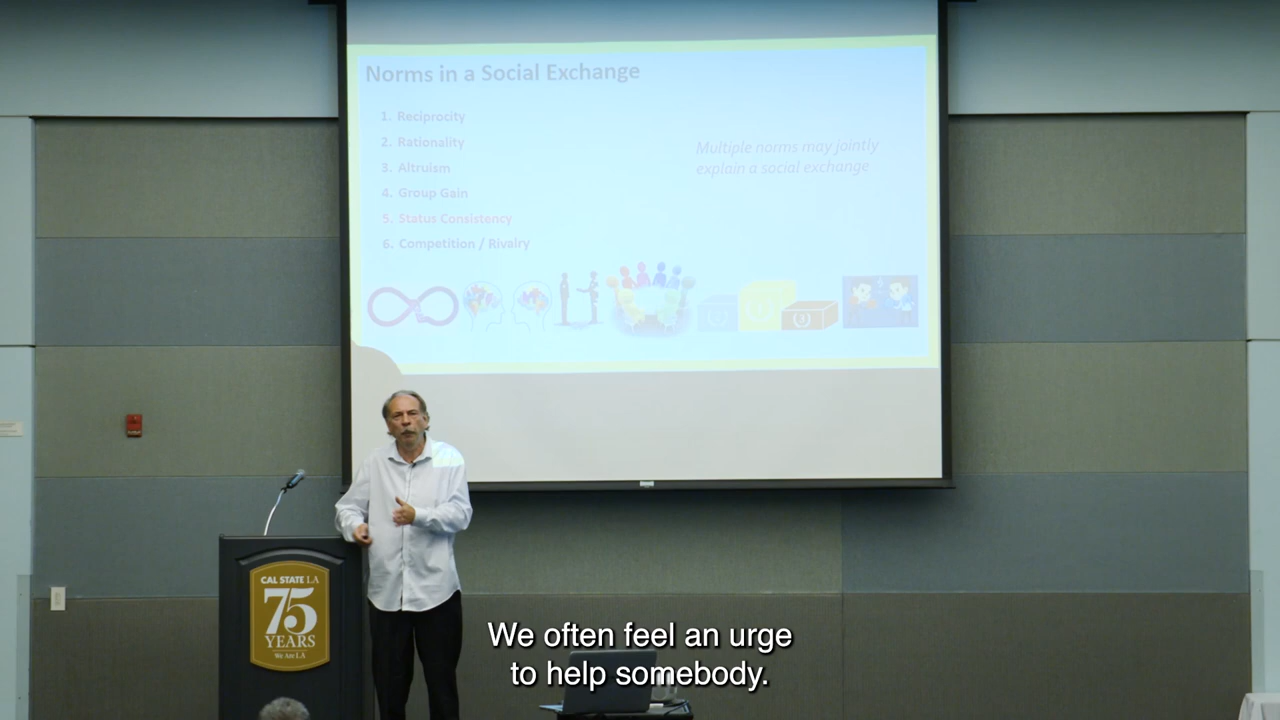 Norms in a Social Exchange
1. Reciprocity
2. Rationality
3. Altruism
4. Group Gain
5. Status Consistency
6. Competition / Rivalry
Multiple norms may jointly
explain a social exchange
3
CAL STATE LA
75
YEARS
We Are LA
We often feel an urge
to help somebody.